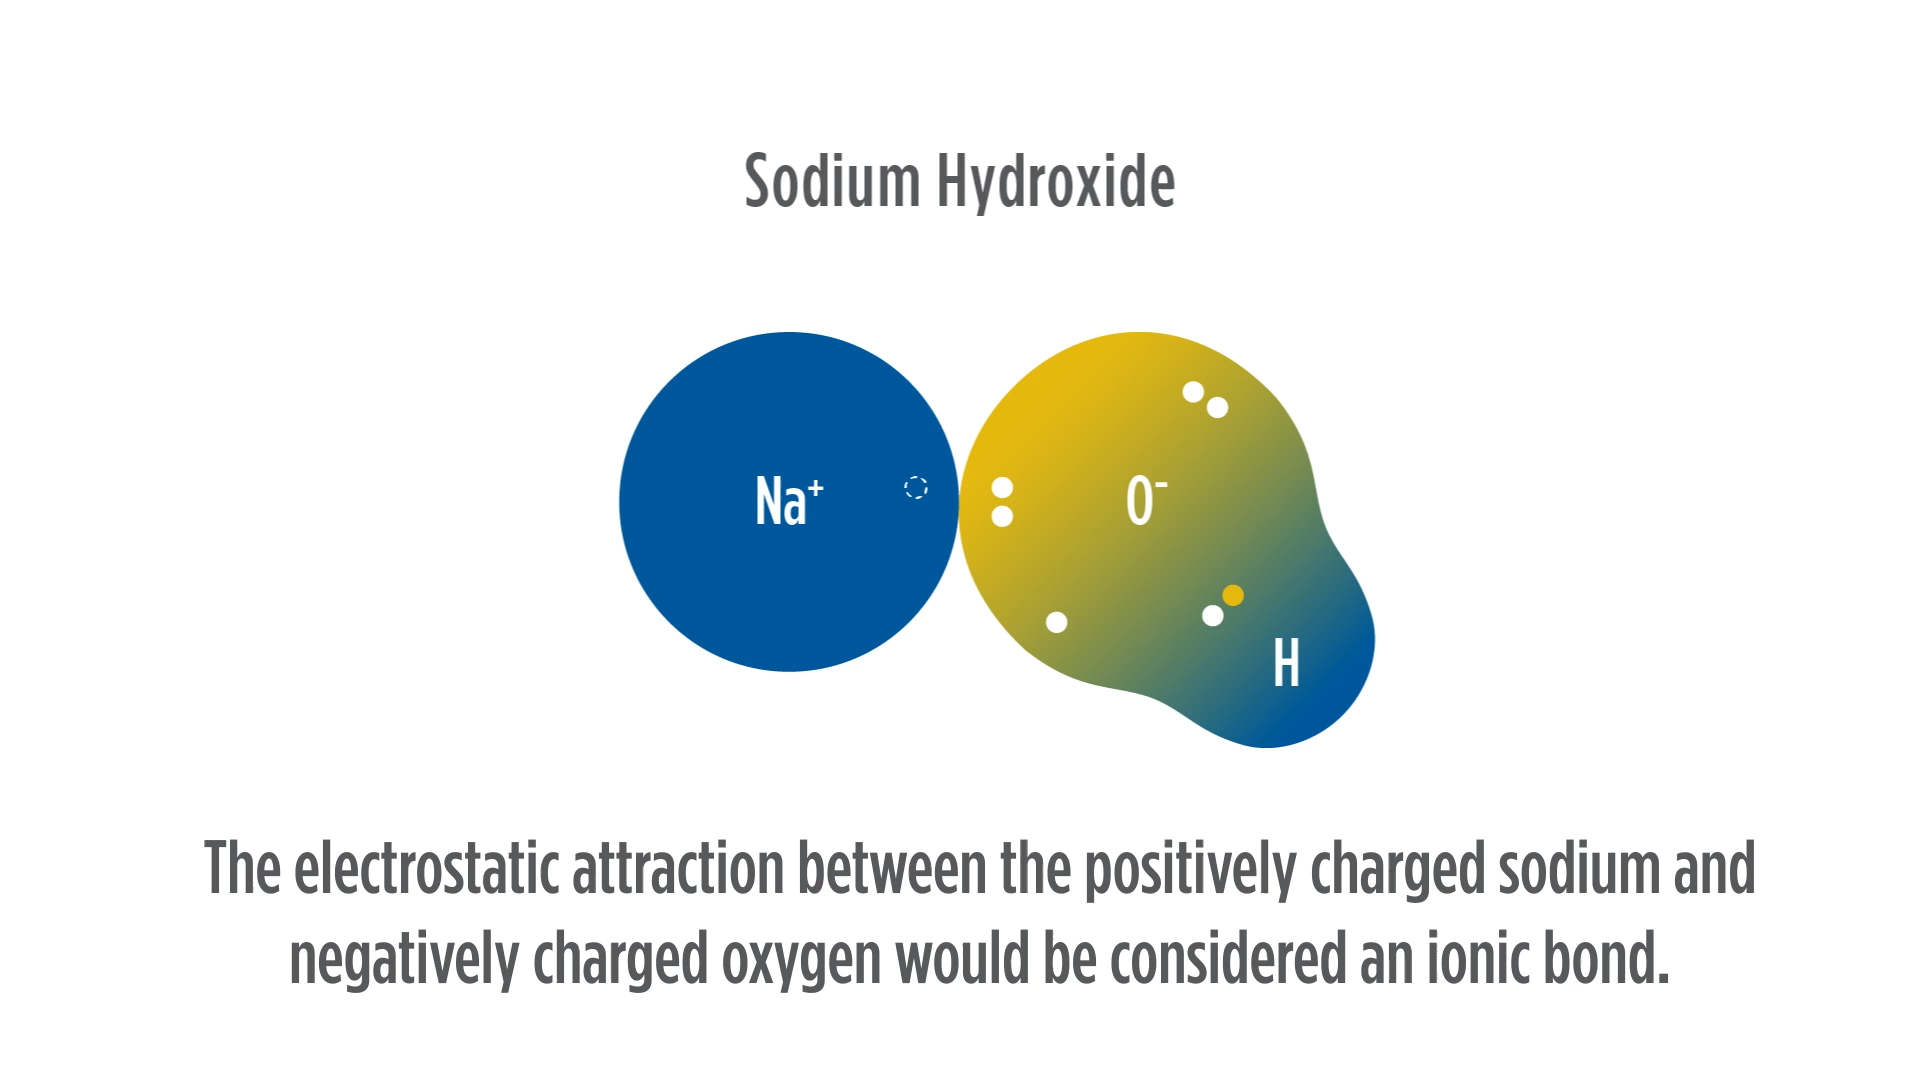 Sodium Hydroxide
Na⁺
O⁻
H
The electrostatic attraction between the positively charged sodium and
negatively charged oxygen would be considered an ionic bond.